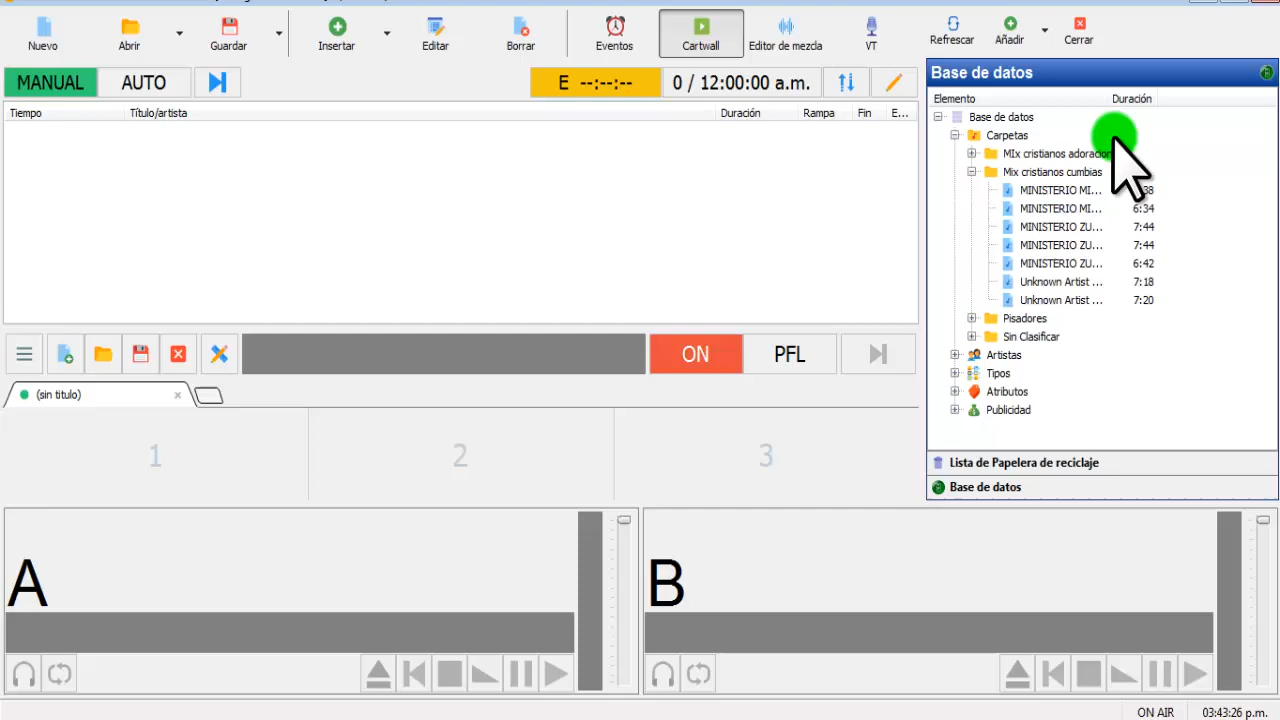 Nuevo
Abrir
Guardar
Insertar
Editar
Borrar
Eventos
Cartwall
Editor de mezcla
VT
Refrescar
Añadir
Cerrar
MANUAL
AUTO
E --:--:--
0 / 12:00:00 a.m.
Tiempo
Título/artista
Duración
Rampa
Fin
E...
Base de datos
Elemento
Duración
Base de datos
Carpetas
MIx cristianos adoracion
Mix cristianos cumbias
MINISTERIO MI...
MINISTERIO MI... 6:34
MINISTERIO ZU... 7:44
MINISTERIO ZU... 7:44
MINISTERIO ZU... 6:42
Unknown Artist ... 7:18
Unknown Artist ... 7:20
Pisadores
Sin Clasificar
Artistas
Tipos
Atributos
Publicidad
Lista de Papelera de reciclaje
Base de datos
ON
PFL
(sin titulo)
1
2
3
A
B
ON AIR
03:43:26 p.m.